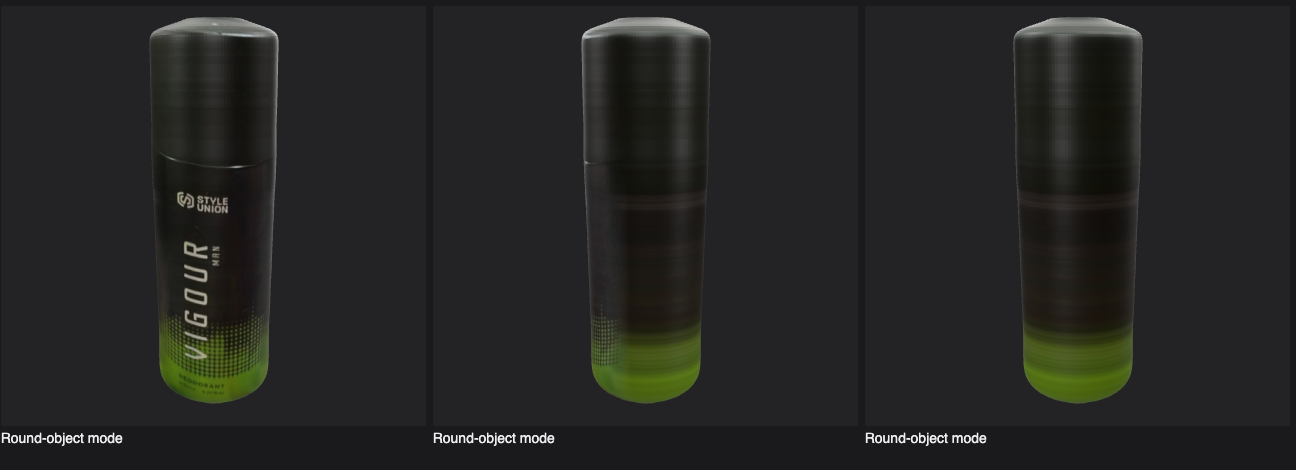 STYLE
UNION
VIGOUR
MAN
DEODORANT
Round-object mode
Round-object mode
Round-object mode